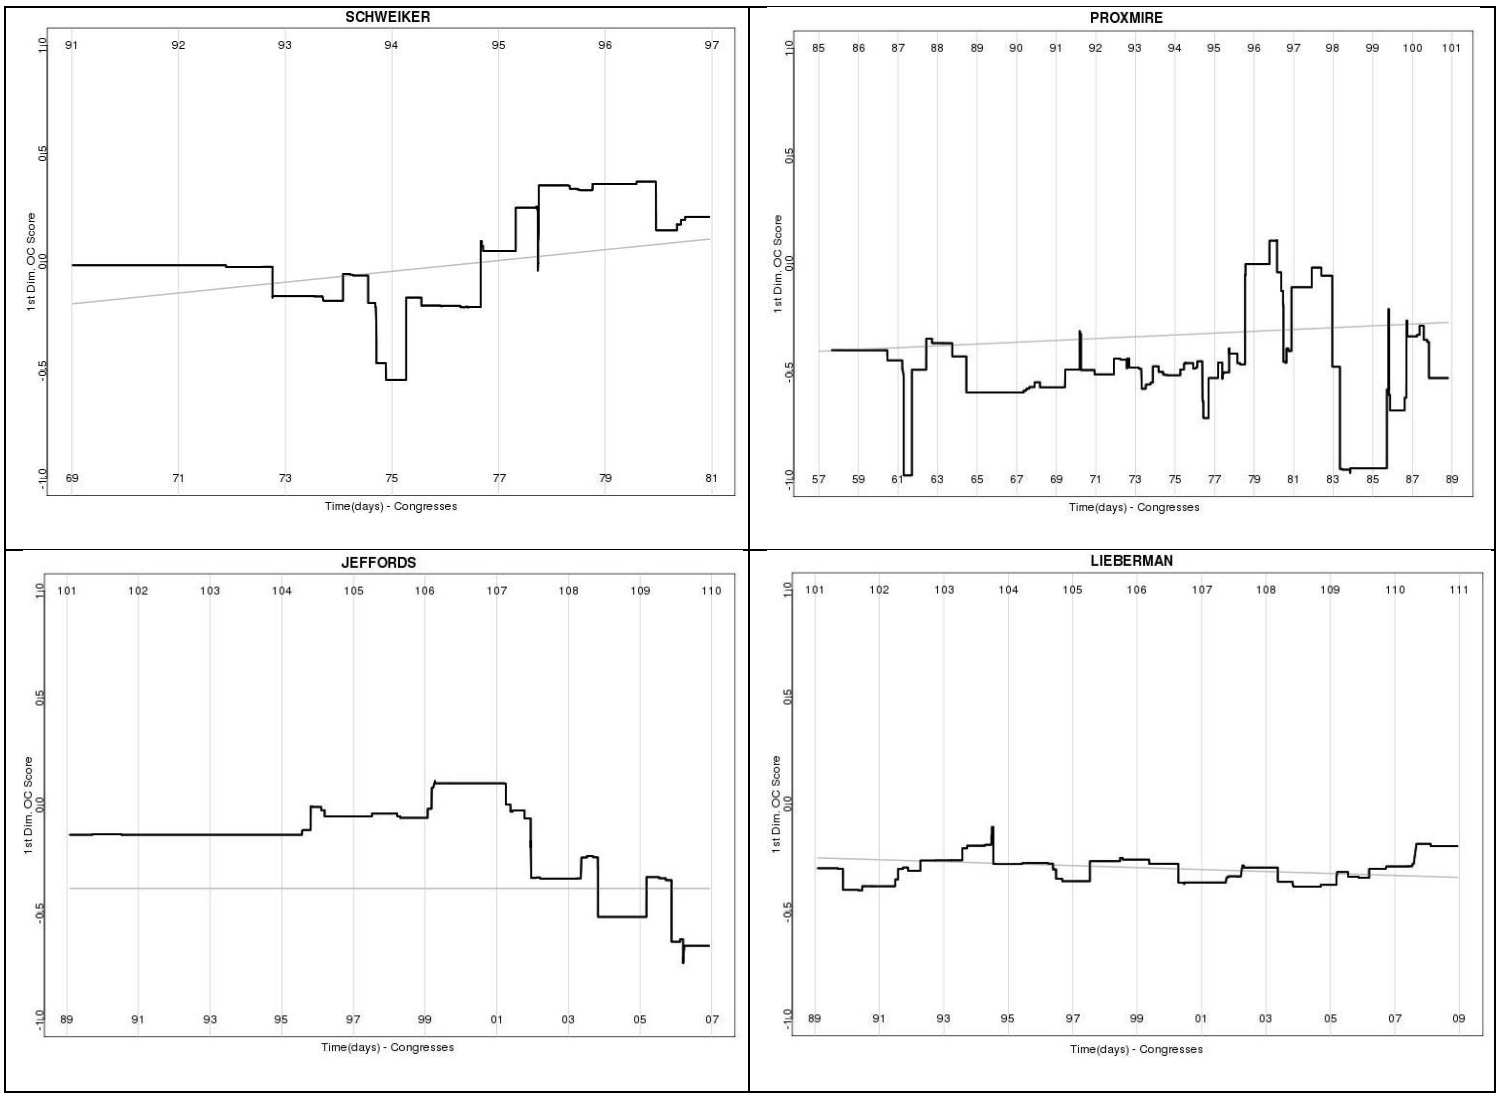 SCHWEIKER
91 92 93 94 95 96 97
1.0
0.5
0.0
-0.5
-1.0
1st Dim. OC Score
69 71 73 75 77 79 81
Time(days) - Congresses
PROXMIRE
85 86 87 88 89 90 91 92 93 94 95 96 97 98 99 100 101
1.0
0.5
0.0
-0.5
-1.0
1st Dim. OC Score
57 59 61 63 65 67 69 71 73 75 77 79 81 83 85 87 89
Time(days) - Congresses
JEFFORDS
101 102 103 104 105 106 107 108 109 110
1.0
0.5
0.0
-0.5
-1.0
1st Dim. OC Score
89 91 93 95 97 99 01 03 05 07
Time(days) - Congresses
LIEBERMAN
101 102 103 104 105 106 107 108 109 110 111
1.0
0.5
0.0
-0.5
-1.0
1st Dim. OC Score
89 91 93 95 97 99 01 03 05 07 09
Time(days) - Congresses